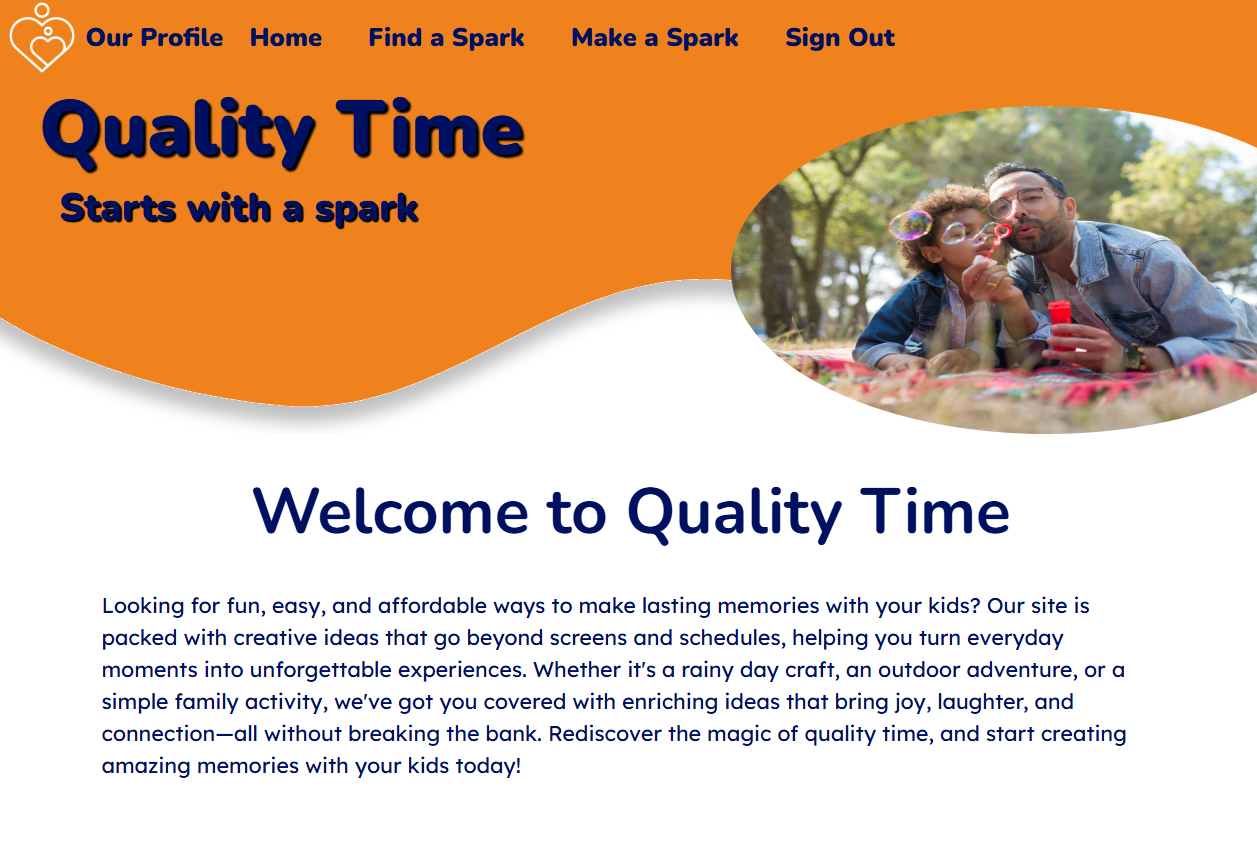 Our Profile Home Find a Spark Make a Spark Sign Out
Quality Time
Starts with a spark
Welcome to Quality Time
Looking for fun, easy, and affordable ways to make lasting memories with your kids? Our site is
packed with creative ideas that go beyond screens and schedules, helping you turn everyday
moments into unforgettable experiences. Whether it's a rainy day craft, an outdoor adventure, or a
simple family activity, we've got you covered with enriching ideas that bring joy, laughter, and
connection—all without breaking the bank. Rediscover the magic of quality time, and start creating
amazing memories with your kids today!